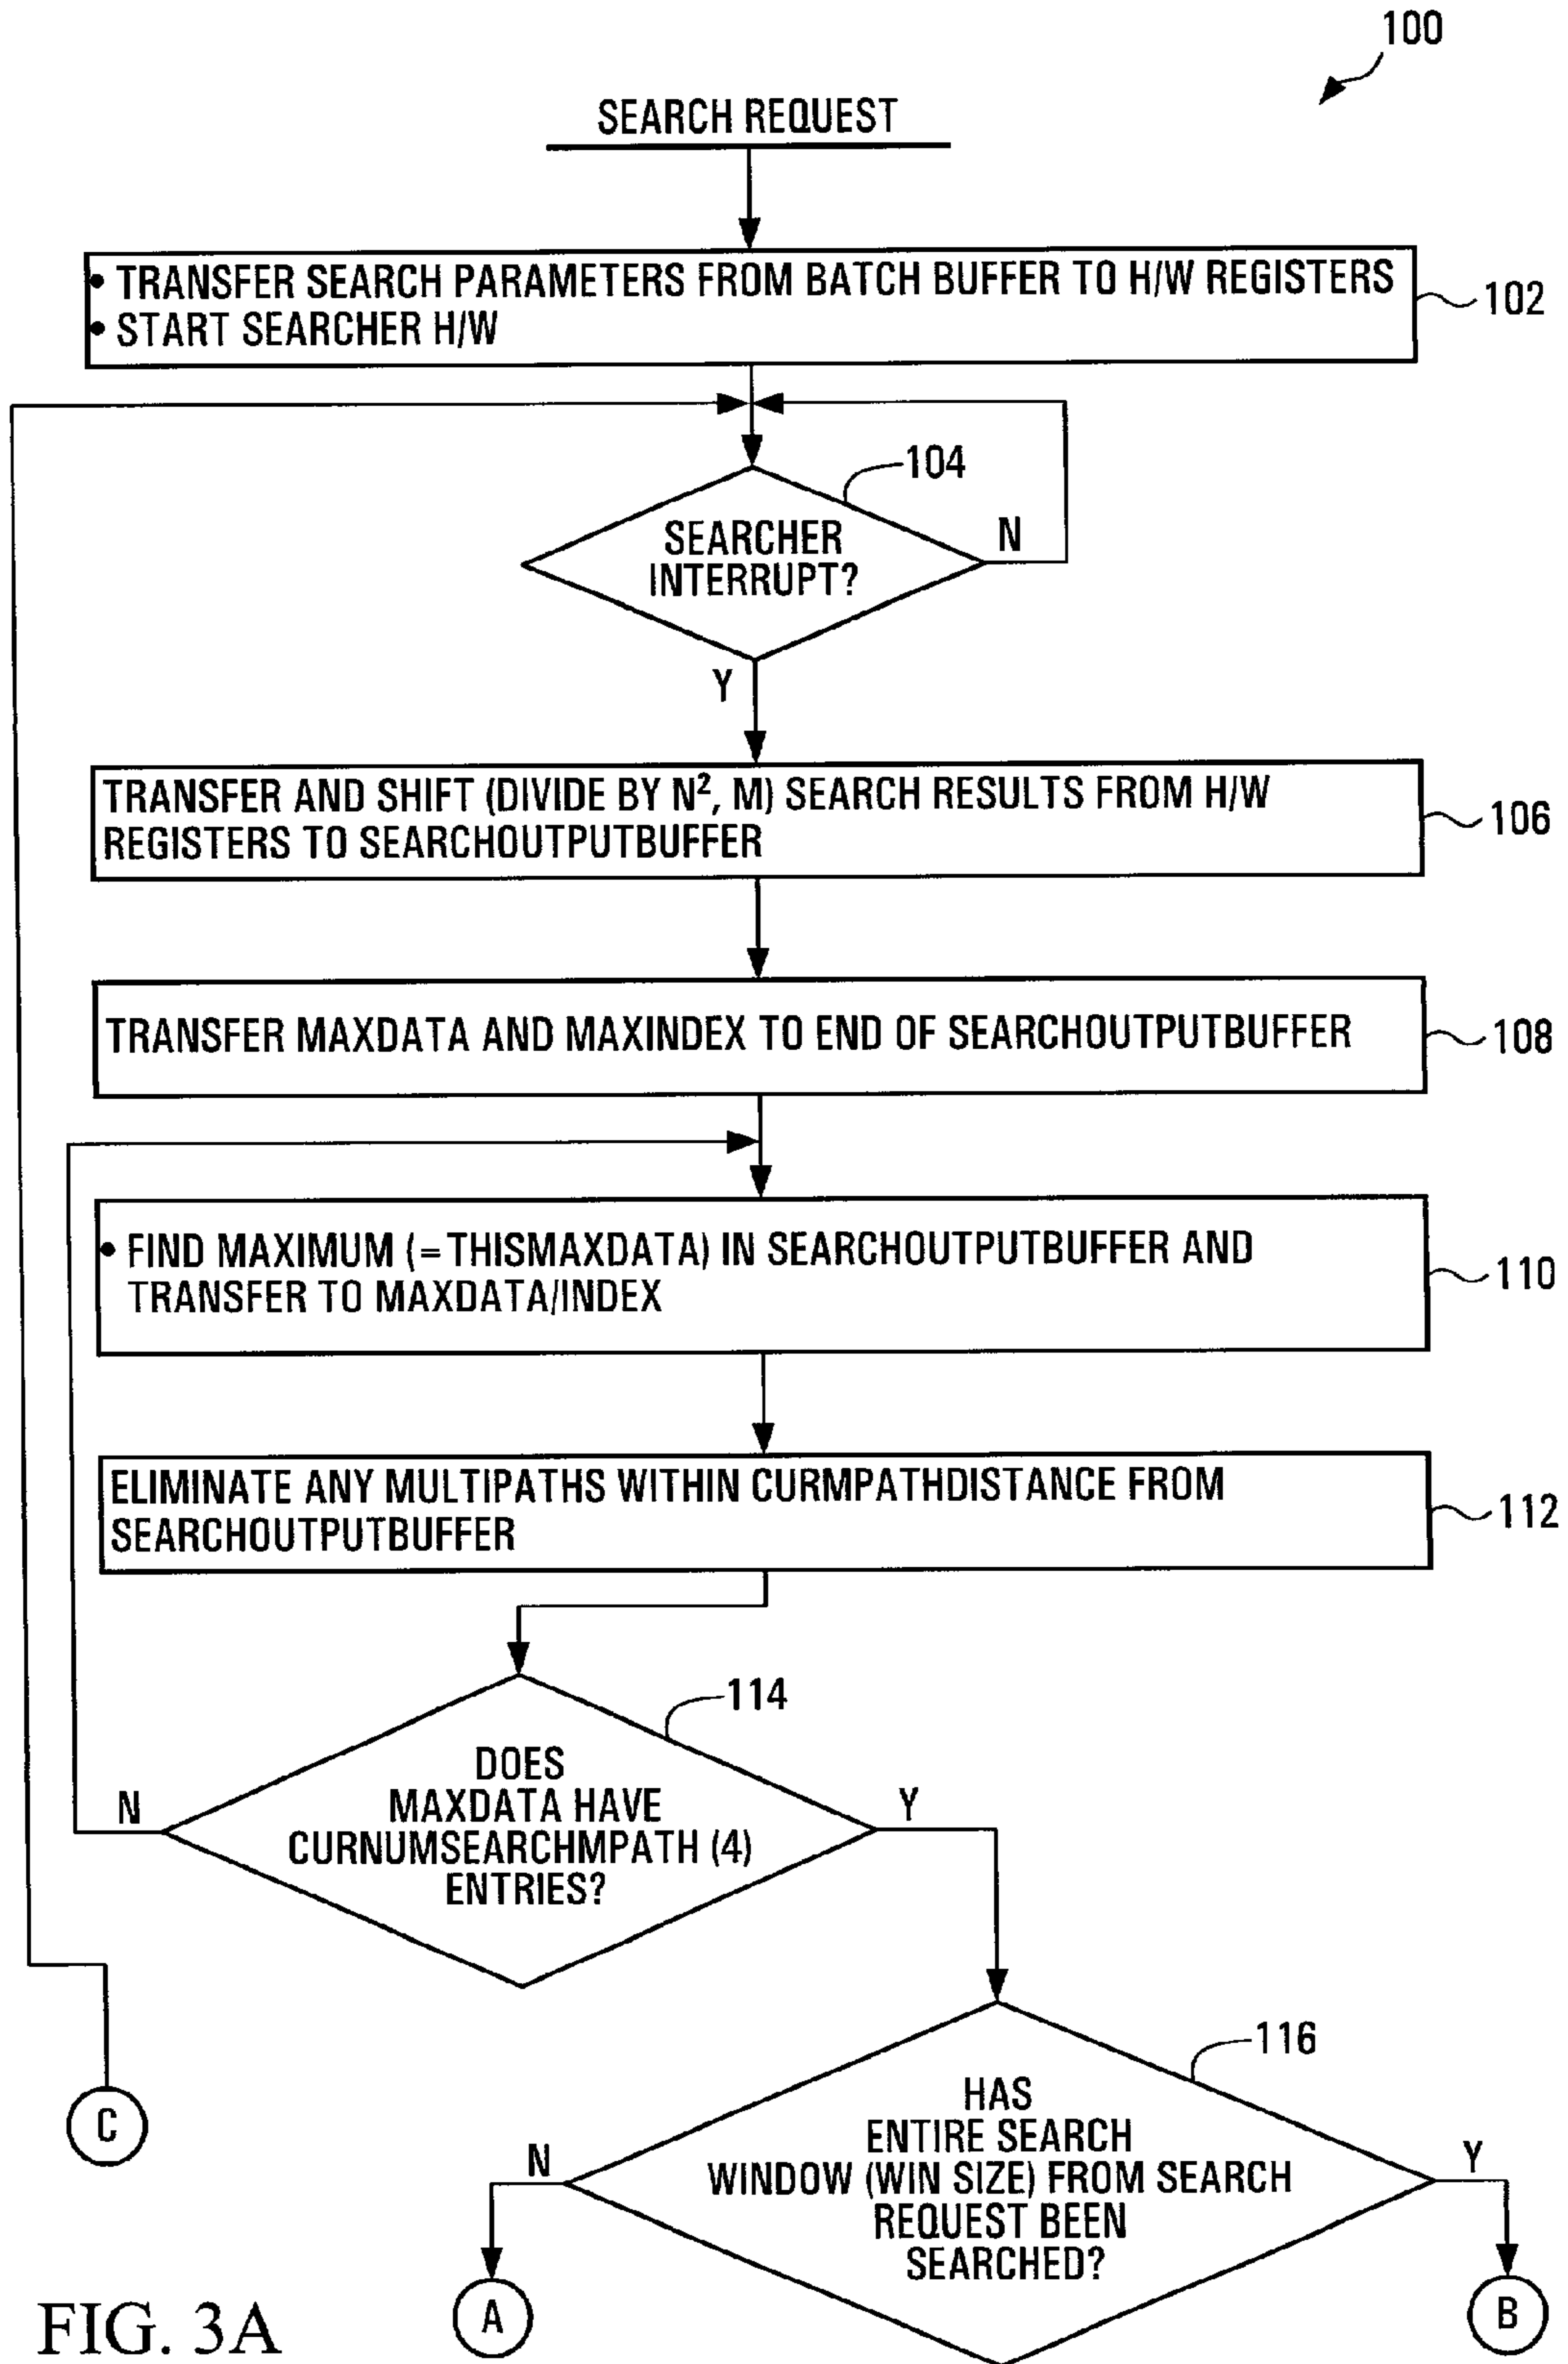 100
SEARCH REQUEST
• TRANSFER SEARCH PARAMETERS FROM BATCH BUFFER TO H/W REGISTERS
• START SEARCHER H/W
102
104
SEARCHER
INTERRUPT?
N
Y
TRANSFER AND SHIFT (DIVIDE BY N², M) SEARCH RESULTS FROM H/W
REGISTERS TO SEARCHOUTPUTBUFFER
106
TRANSFER MAXDATA AND MAXINDEX TO END OF SEARCHOUTPUTBUFFER
108
• FIND MAXIMUM (=THISMAXDATA) IN SEARCHOUTPUTBUFFER AND
TRANSFER TO MAXDATA/INDEX
110
ELIMINATE ANY MULTIPATHS WITHIN CURMPATHDISTANCE FROM
SEARCHOUTPUTBUFFER
112
114
DOES
MAXDATA HAVE
CURNUMSEARCHMPATH (4)
ENTRIES?
N
Y
116
HAS
ENTIRE SEARCH
WINDOW (WIN SIZE) FROM SEARCH
REQUEST BEEN
SEARCHED?
N
Y
C
A
B
FIG. 3A